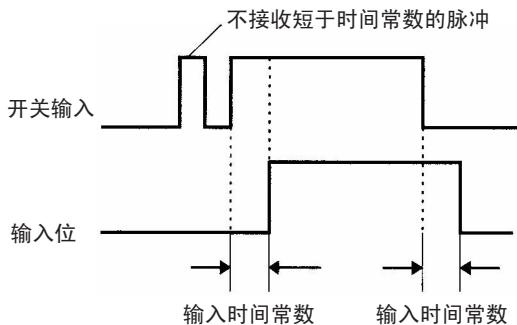 不接收短于时间常数的脉冲
开关输入
输入位
输入时间常数
输入时间常数